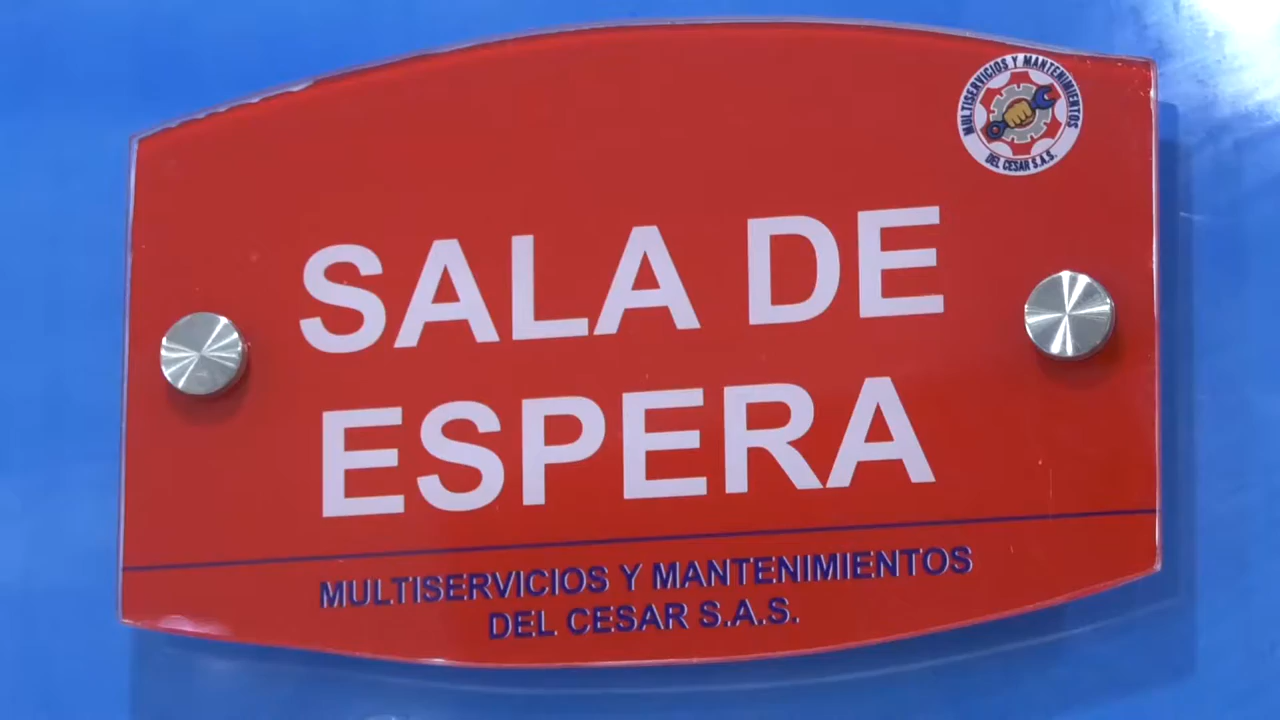 MULTISERVICIOS Y MANTENIMIENTOS
DEL CESAR S.A.S.
SALA DE
ESPERA
MULTISERVICIOS Y MANTENIMIENTOS
DEL CESAR S.A.S.